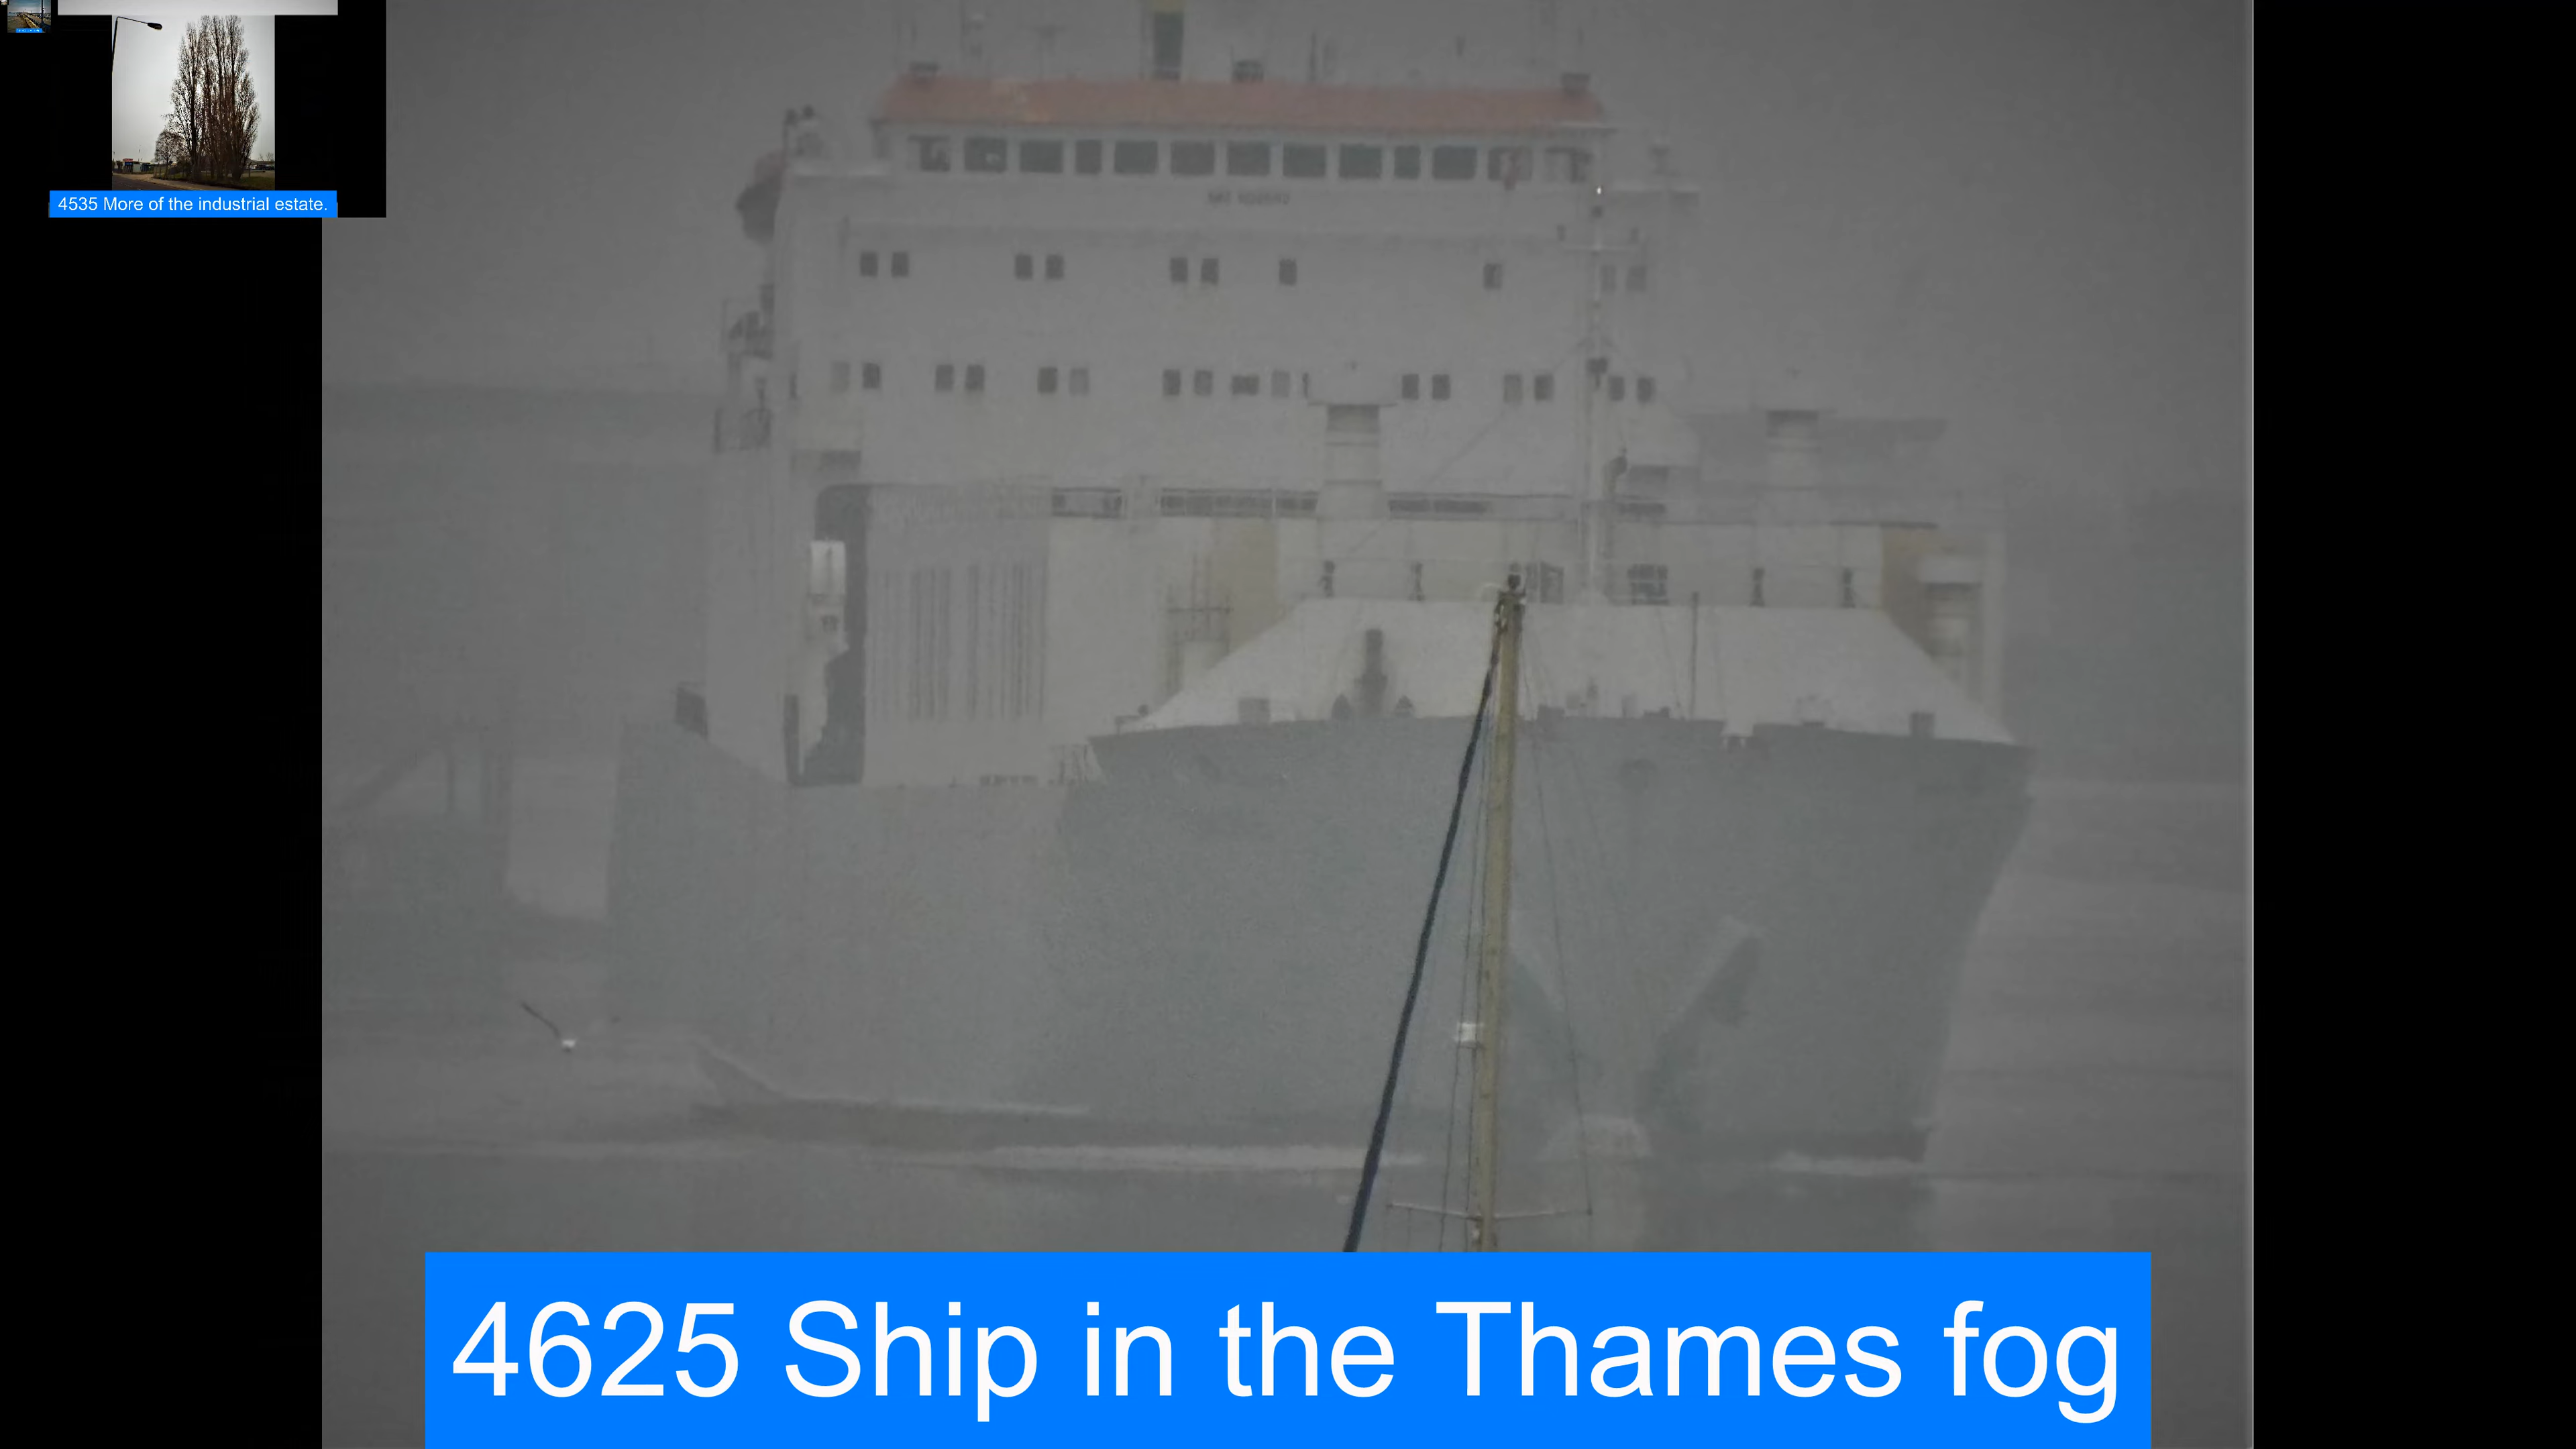 4535 More of the industrial estate.
4625 Ship in the Thames fog